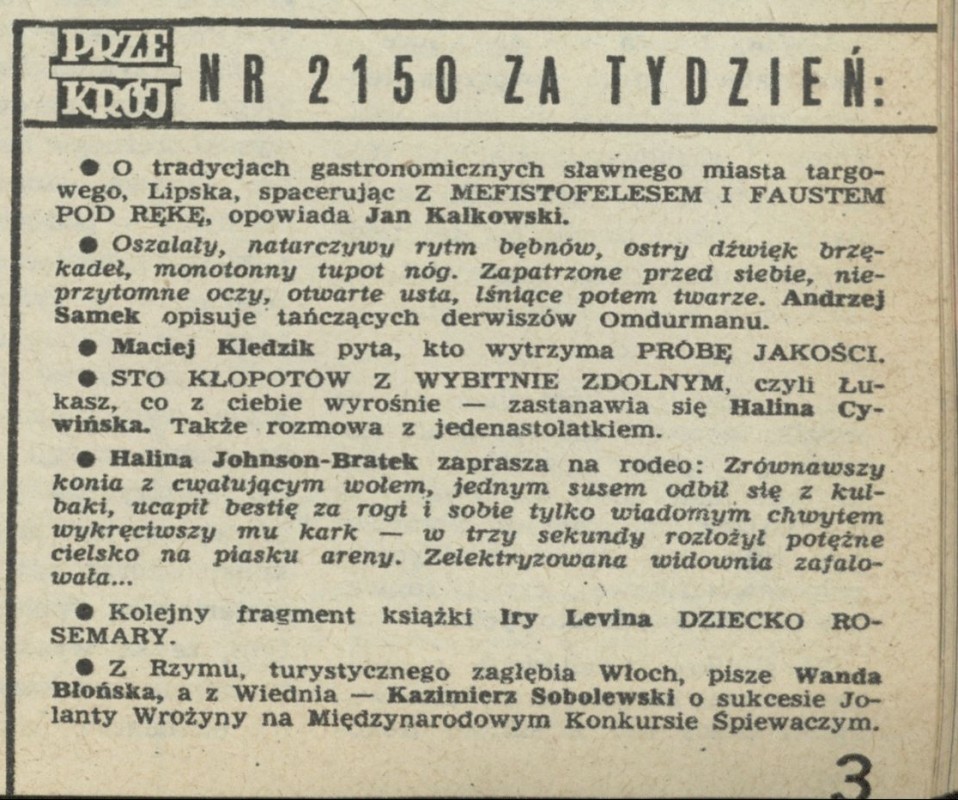 PRZE
KRÓJ
NR 2150 ZA TYDZIEŃ:
● O tradycjach gastronomicznych sławnego miasta targo-
wego, Lipska, spacerując Z MEFISTOFELESEM I FAUSTEM
POD RĘKĘ, opowiada Jan Kalkowski.
● Oszalały, natarczywy rytm bębnów, ostry dźwięk brzę-
kadeł, monotonny tupot nóg. Zapatrzone przed siebie, nie-
przytomne oczy, otwarte usta, lśniące potem twarze. Andrzej
Samek opisuje tańczących derwiszów Omdurmanu.
● Maciej Kledzik pyta, kto wytrzyma PRÓBĘ JAKOŚCI.
● STO KŁOPOTÓW Z WYBITNIE ZDOLNYM, czyli Łu-
kasz, co z ciebie wyrośnie — zastanawia się Halina Cy-
wińska. Także rozmowa z jedenastolatkiem.
● Halina Johnson-Bratek zaprasza na rodeo: Zrównawszy
konia z cwałującym wołem, jednym susem odbił się z kul-
baki, ucapił bestię za rogi i sobie tylko wiadomym chwytem
wykręciwszy mu kark — w trzy sekundy rozłożył potężne
cielsko na piasku areny. Zelektryzowana widownia zafalo-
wała...
● Kolejny fragment książki Iry Levina DZIECKO RO-
SEMARY.
● Z Rzymu, turystycznego zagłębia Włoch, pisze Wanda
Błońska, a z Wiednia — Kazimierz Sobolewski o sukcesie Jo-
lanty Wrożyny na Międzynarodowym Konkursie Śpiewaczym.
3